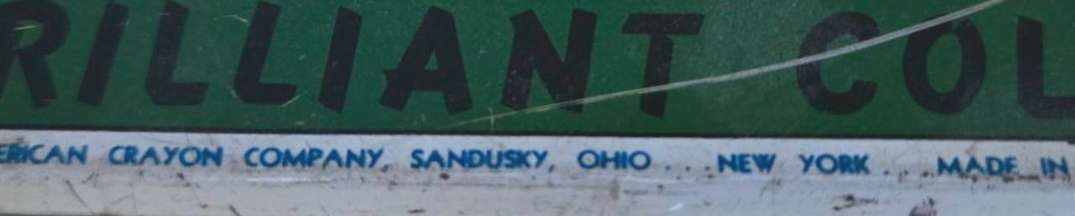 RILLIANT COL
ERICAN CRAYON COMPANY, SANDUSKY, OHIO . . . NEW YORK . . . MADE IN